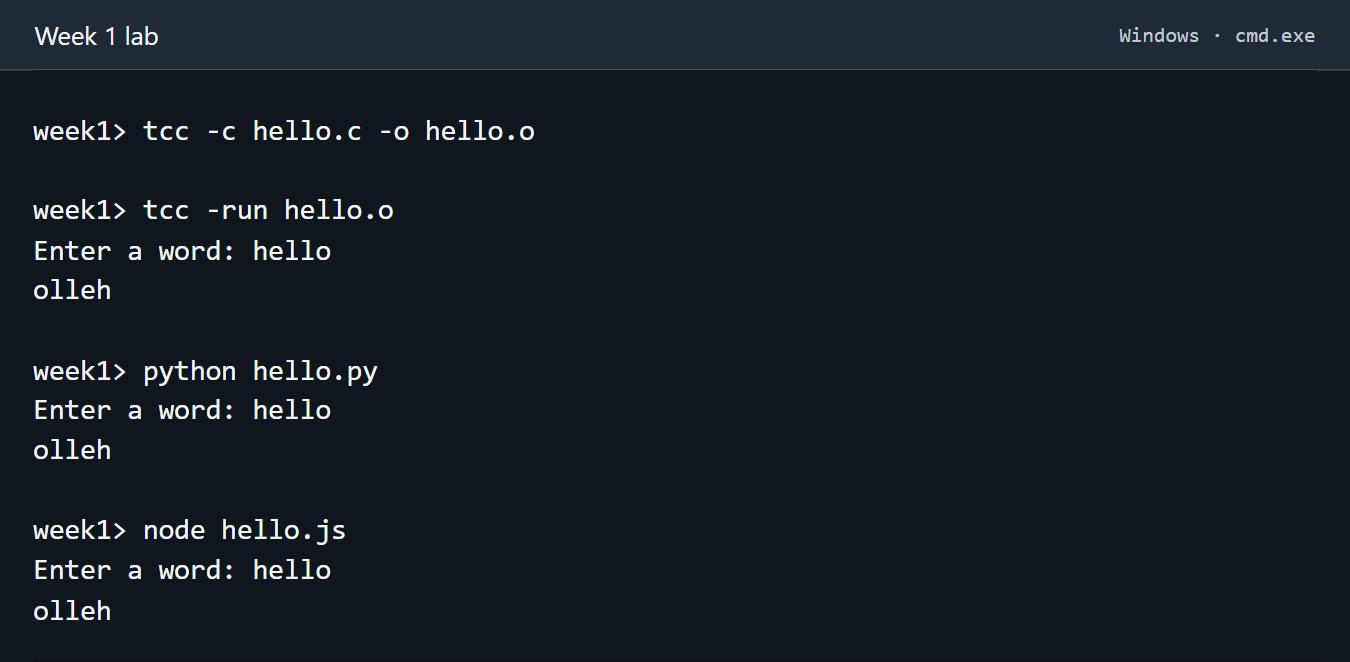 Week 1 lab
Windows · cmd.exe
week1> tcc -c hello.c -o hello.o
week1> tcc -run hello.o
Enter a word: hello
olleh
week1> python hello.py
Enter a word: hello
olleh
week1> node hello.js
Enter a word: hello
olleh